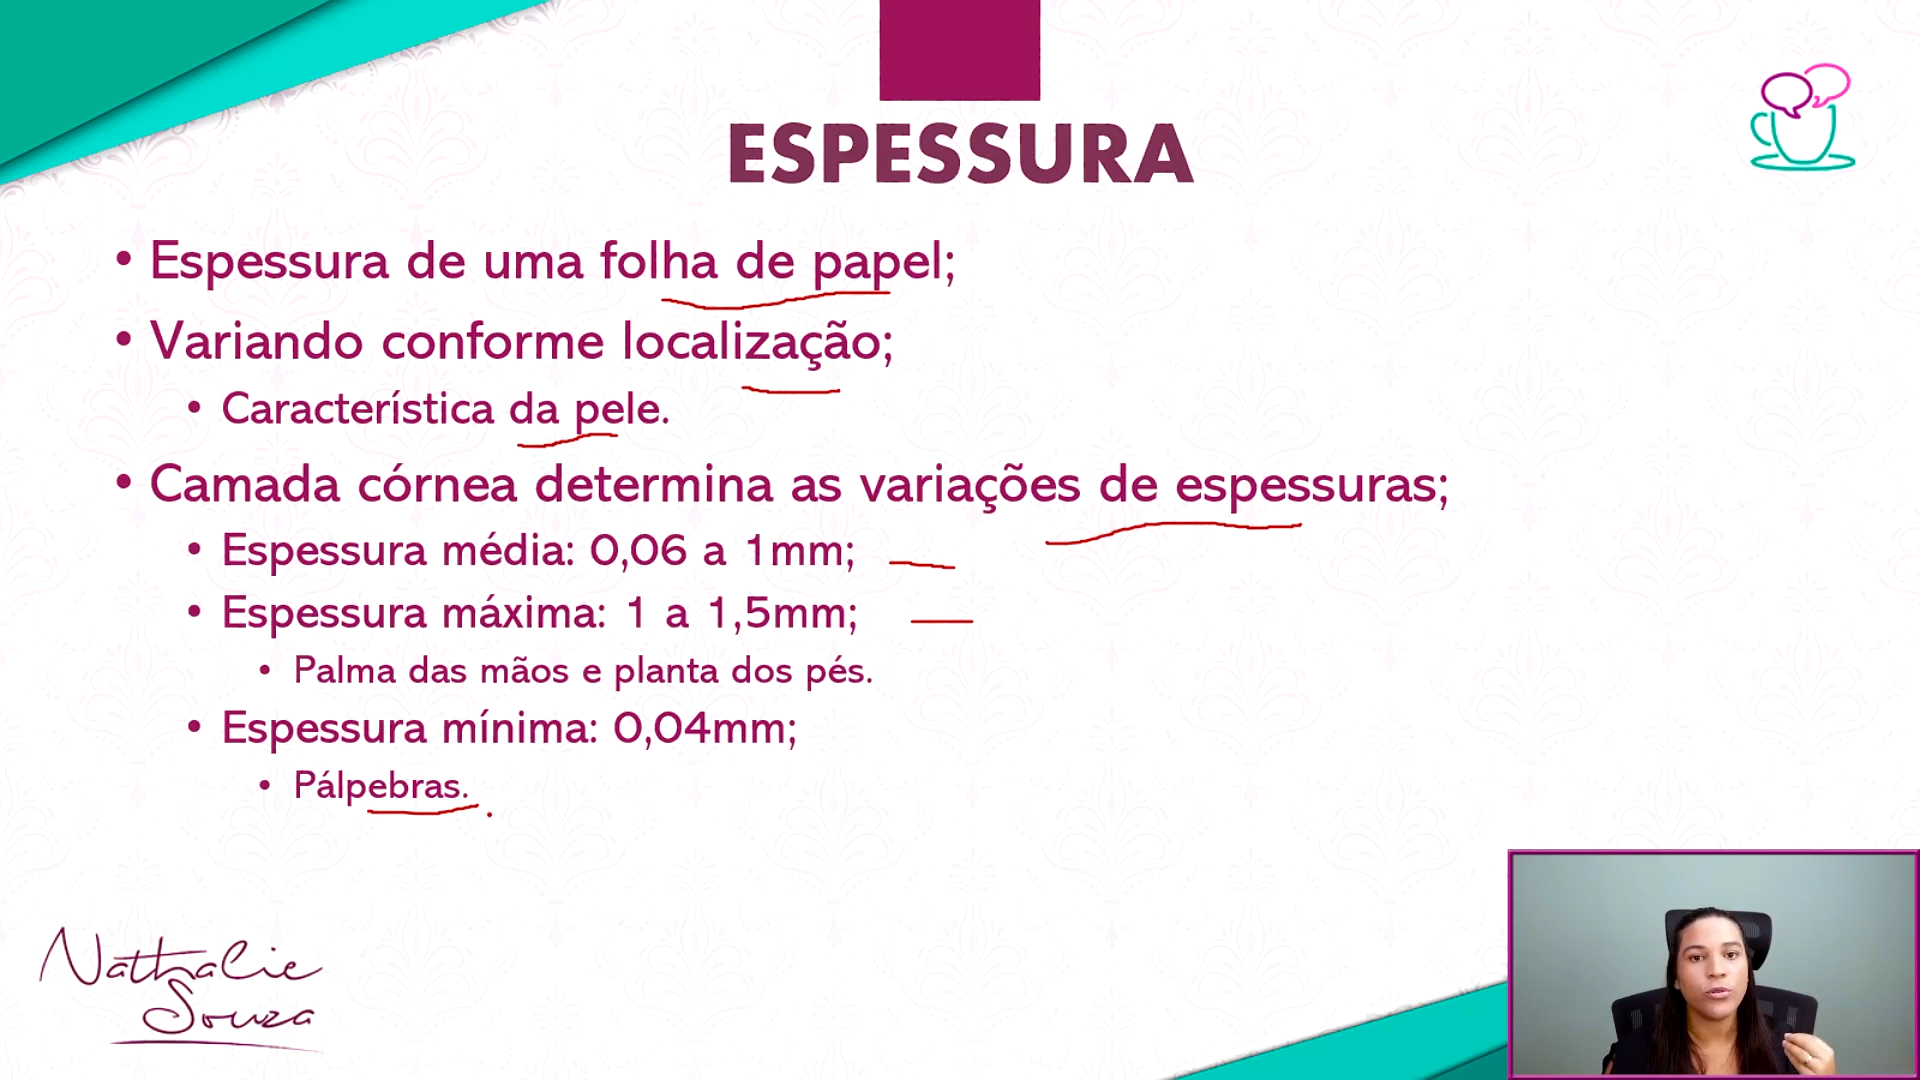 ESPESSURA
• Espessura de uma folha de papel;
• Variando conforme localização;
• Característica da pele.
• Camada córnea determina as variações de espessuras;
• Espessura média: 0,06 a 1mm;
• Espessura máxima: 1 a 1,5mm;
• Palma das mãos e planta dos pés.
• Espessura mínima: 0,04mm;
• Pálpebras.
Nathalie
Souza